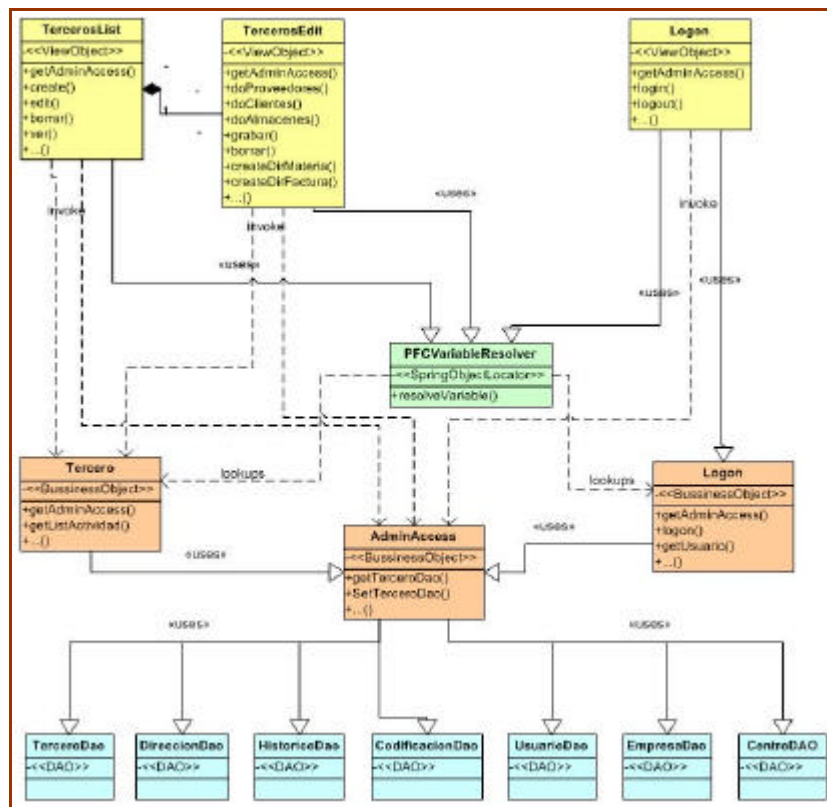 TercerosList
-<<ViewObject>>
+getAdminAccess()
+create()
+edit()
+borrar()
+ver()
+...()
TercerosEdit
-<<ViewObject>>
+getAdminAccess()
+doProveedores()
+doClientes()
+doAlmacenes()
+grabar()
+borrar()
+createDirMateria()
+createDirFactura()
+...()
Logon
-<<ViewObject>>
+getAdminAccess()
+login()
+logout()
+...()
invoke
invoke
invoke
«uses»
«uses»
«uses»
«uses»
PFCVariableResolver
-<<SpringObjectLocator>>
+resolveVariable()
lookups
lookups
Tercero
-<<BussinessObject>>
+getAdminAccess()
+getListActividad()
+...()
Logon
-<<BussinessObject>>
+getAdminAccess()
+logon()
+getUsuario()
+...()
AdminAccess
-<<BussinessObject>>
+getTerceroDao()
+SetTerceroDao()
+...()
«uses»
«uses»
«uses»
«uses»
TerceroDao
-<<DAO>>
DireccionDao
-<<DAO>>
HistoricoDao
-<<DAO>>
CodificacionDao
-<<DAO>>
UsuarioDao
-<<DAO>>
EmpresaDao
-<<DAO>>
CentroDAO
-<<DAO>>